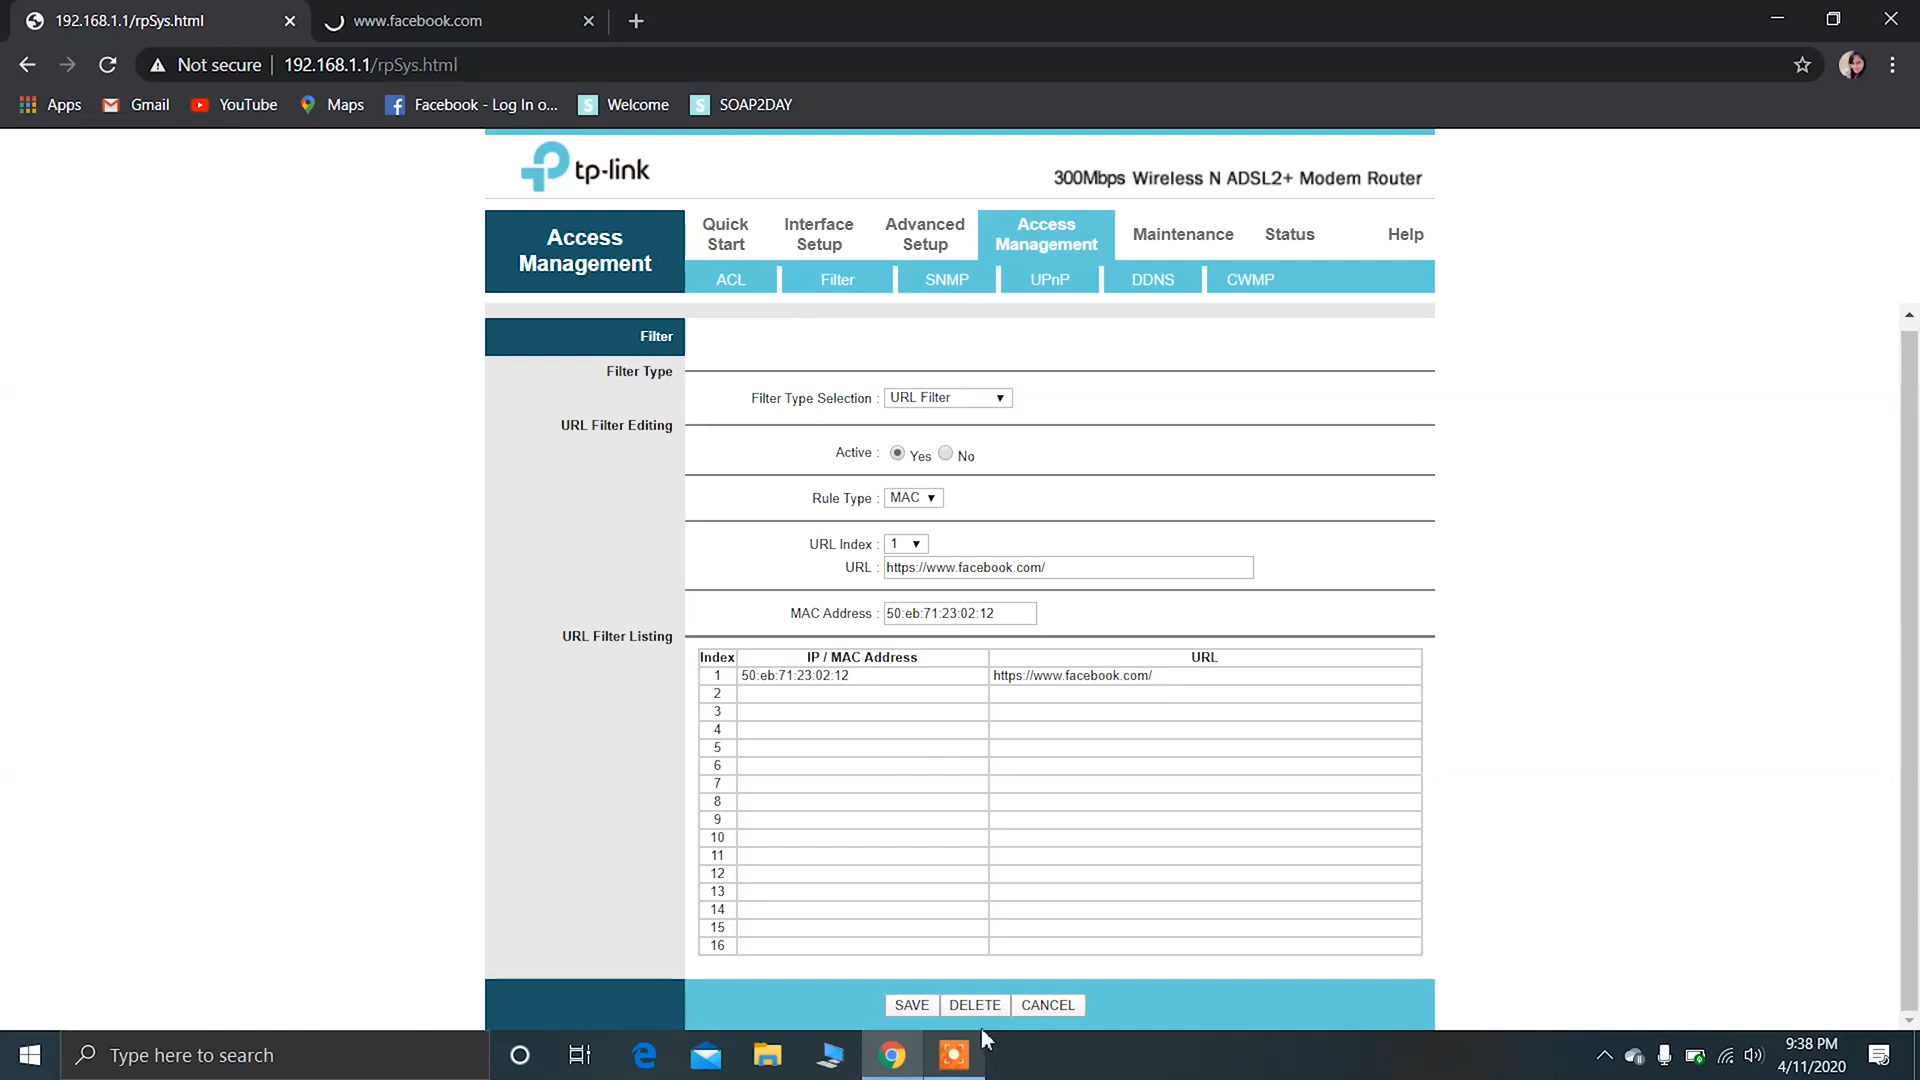 192.168.1.1/rpSys.html
www.facebook.com
Not secure | 192.168.1.1/rpSys.html
Apps Gmail YouTube Maps Facebook - Log In o... Welcome SOAP2DAY
tp-link
300Mbps Wireless N ADSL2+ Modem Router
Access Management
Quick Start
Interface Setup
Advanced Setup
Access Management
Maintenance
Status
Help
ACL Filter SNMP UPnP DDNS CWMP
Filter
Filter Type
Filter Type Selection : URL Filter
URL Filter Editing
Active : Yes No
Rule Type : MAC
URL Index : 1
URL : https://www.facebook.com/
MAC Address : 50:eb:71:23:02:12
URL Filter Listing
Index IP / MAC Address URL
1 50:eb:71:23:02:12 https://www.facebook.com/
2
3
4
5
6
7
8
9
10
11
12
13
14
15
16
SAVE DELETE CANCEL
Type here to search
9:38 PM
4/11/2020